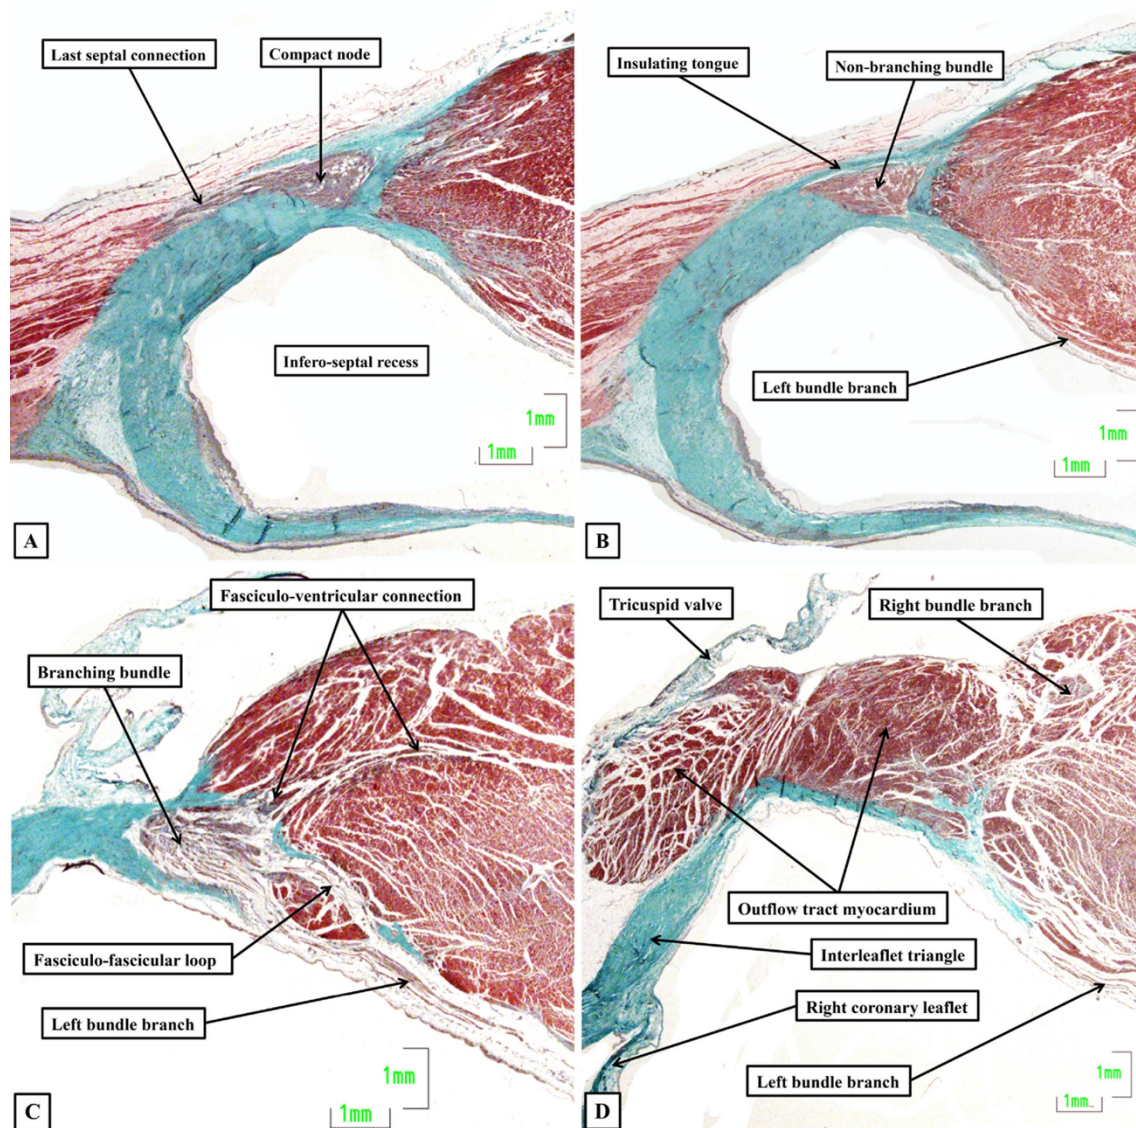 Last septal connection
Compact node
Infero-septal recess
1mm
1mm
A
Insulating tongue
Non-branching bundle
Left bundle branch
1mm
1mm
B
Fasciculo-ventricular connection
Branching bundle
Fasciculo-fascicular loop
Left bundle branch
1mm
1mm
C
Tricuspid valve
Right bundle branch
Outflow tract myocardium
Interleaflet triangle
Right coronary leaflet
Left bundle branch
1mm
1mm
D